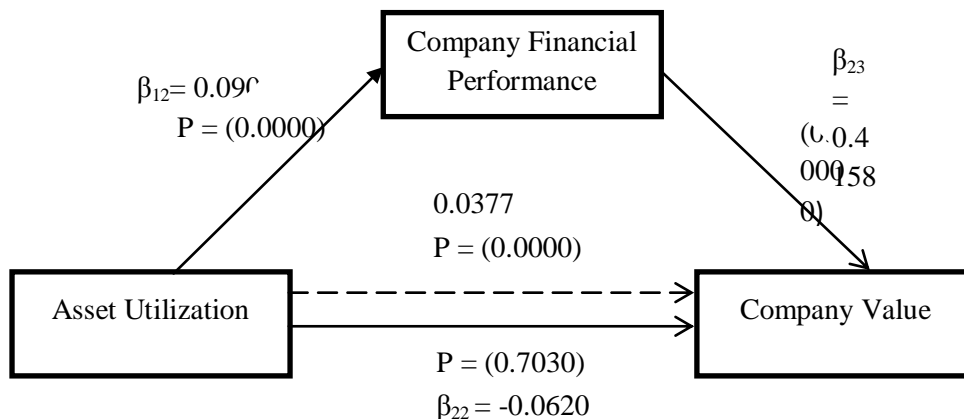 Company Financial
Performance
β₁₂=
P = (0.0000)
β₂₃
=
0.4
158
000
0)
0.0377
P = (0.0000)
Asset Utilization
Company Value
P = (0.7030)
β₂₂ = -0.0620